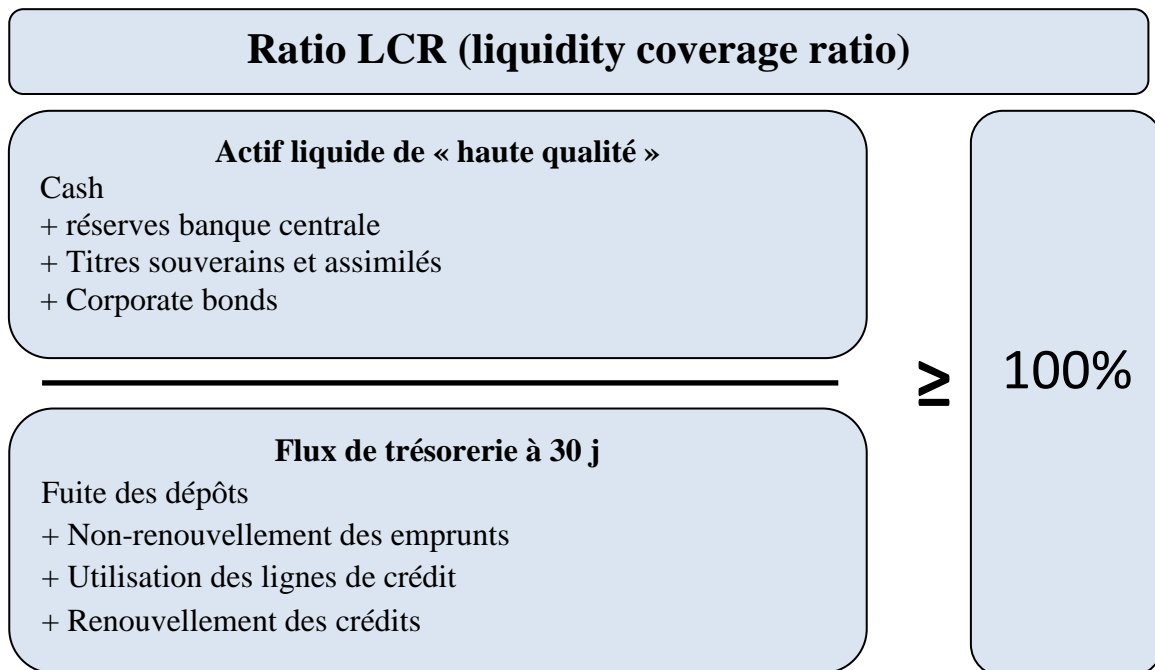 Ratio LCR (liquidity coverage ratio)
Actif liquide de « haute qualité »
Cash
+ réserves banque centrale
+ Titres souverains et assimilés
+ Corporate bonds
≥
100%
Flux de trésorerie à 30 j
Fuite des dépôts
+ Non-renouvellement des emprunts
+ Utilisation des lignes de crédit
+ Renouvellement des crédits